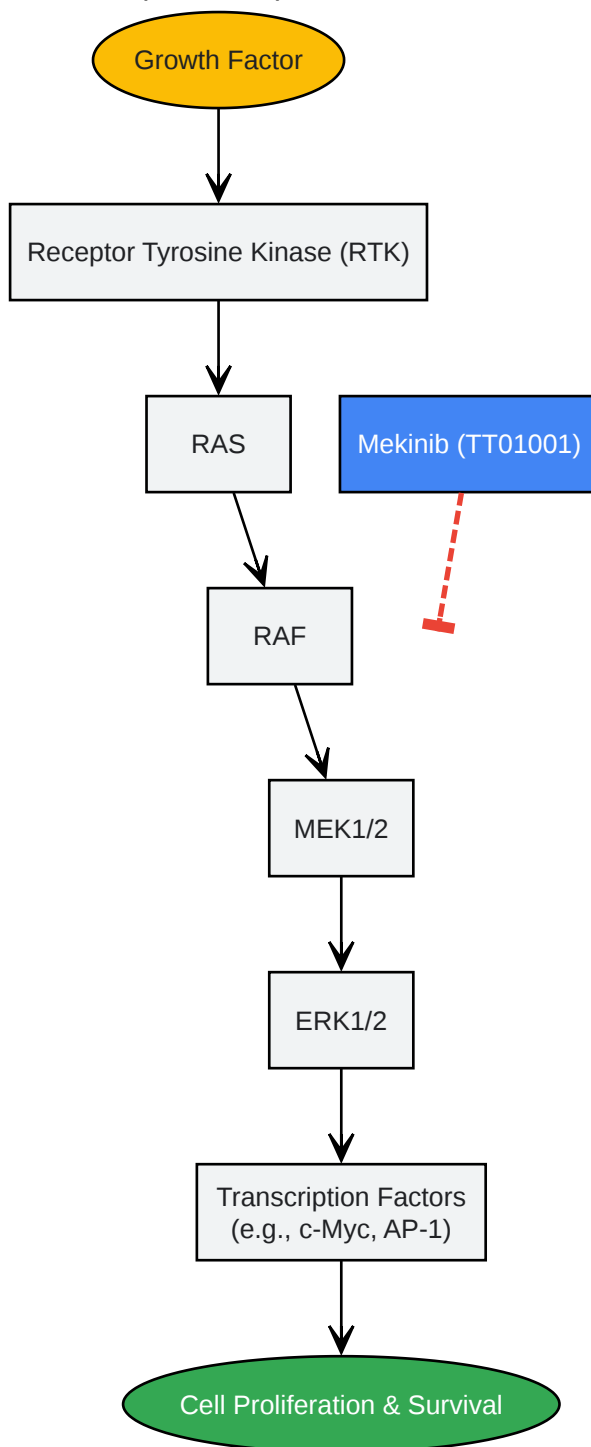 Growth Factor
Receptor Tyrosine Kinase (RTK)
RAS
Mekinib (TT01001)
RAF
MEK1/2
ERK1/2
Transcription Factors
(e.g., c-Myc, AP-1)
Cell Proliferation & Survival